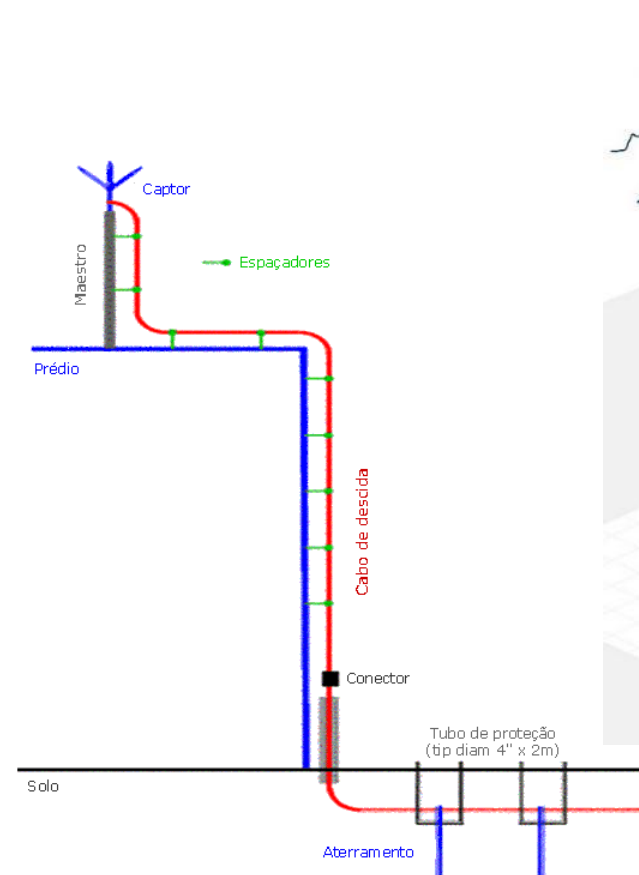 Captor
Maestro
Espaçadores
Prédio
Cabo de descida
Conector
Tubo de proteção
(tip diam 4" x 2m)
Solo
Aterramento